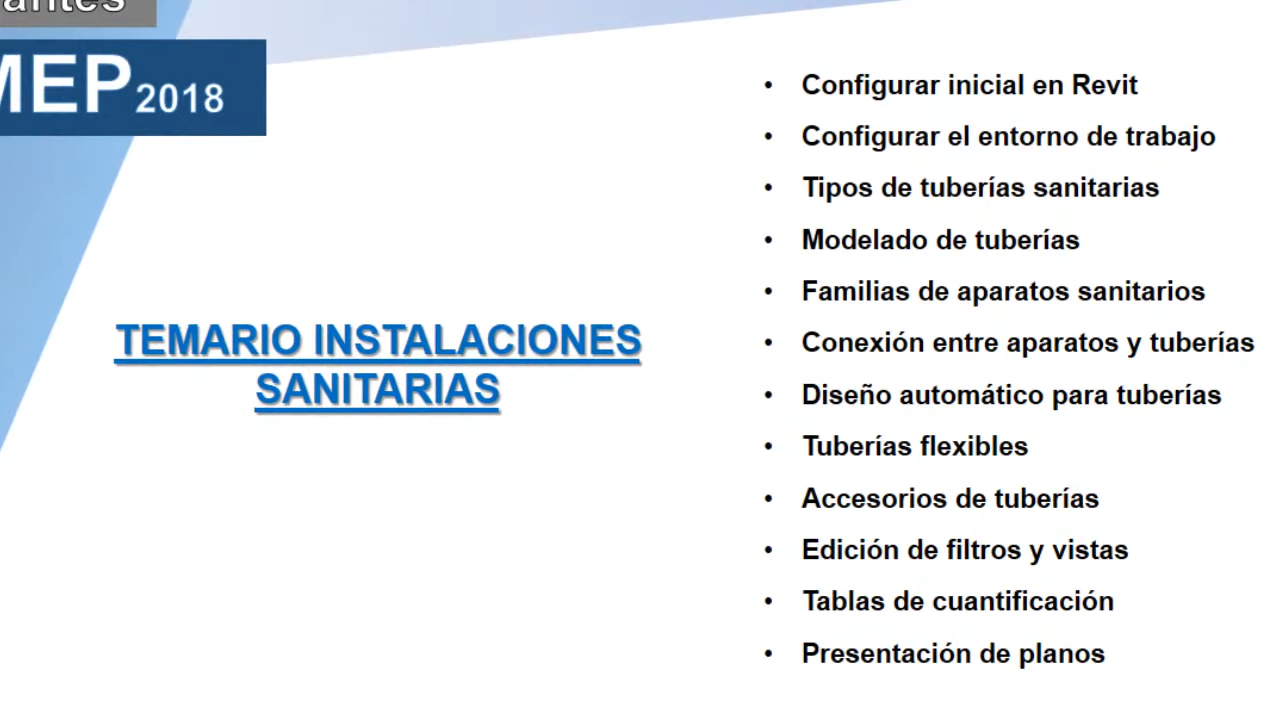 MEP 2018
TEMARIO INSTALACIONES
SANITARIAS
• Configurar inicial en Revit
• Configurar el entorno de trabajo
• Tipos de tuberías sanitarias
• Modelado de tuberías
• Familias de aparatos sanitarios
• Conexión entre aparatos y tuberías
• Diseño automático para tuberías
• Tuberías flexibles
• Accesorios de tuberías
• Edición de filtros y vistas
• Tablas de cuantificación
• Presentación de planos